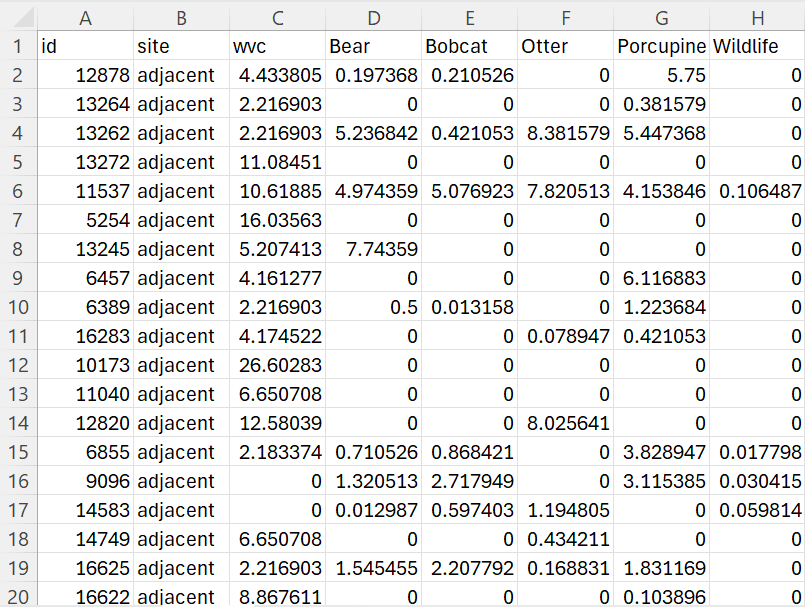 A B C D E F G H
1 id site wvc Bear Bobcat Otter Porcupine Wildlife
2 12878 adjacent 4.433805 0.197368 0.210526 0 5.75 0
3 13264 adjacent 2.216903 0 0 0 0.381579 0
4 13262 adjacent 2.216903 5.236842 0.421053 8.381579 5.447368 0
5 13272 adjacent 11.08451 0 0 0 0 0
6 11537 adjacent 10.61885 4.974359 5.076923 7.820513 4.153846 0.106487
7 5254 adjacent 16.03563 0 0 0 0 0
8 13245 adjacent 5.207413 7.74359 0 0 0 0
9 6457 adjacent 4.161277 0 0 0 6.116883 0
10 6389 adjacent 2.216903 0.5 0.013158 0 1.223684 0
11 16283 adjacent 4.174522 0 0 0.078947 0.421053 0
12 10173 adjacent 26.60283 0 0 0 0 0
13 11040 adjacent 6.650708 0 0 0 0 0
14 12820 adjacent 12.58039 0 0 8.025641 0 0
15 6855 adjacent 2.183374 0.710526 0.868421 0 3.828947 0.017798
16 9096 adjacent 0 1.320513 2.717949 0 3.115385 0.030415
17 14583 adjacent 0 0.012987 0.597403 1.194805 0 0.059814
18 14749 adjacent 6.650708 0 0 0.434211 0 0
19 16625 adjacent 2.216903 1.545455 2.207792 0.168831 1.831169 0
20 16622 adjacent 8.867611 0 0 0 0.103896 0